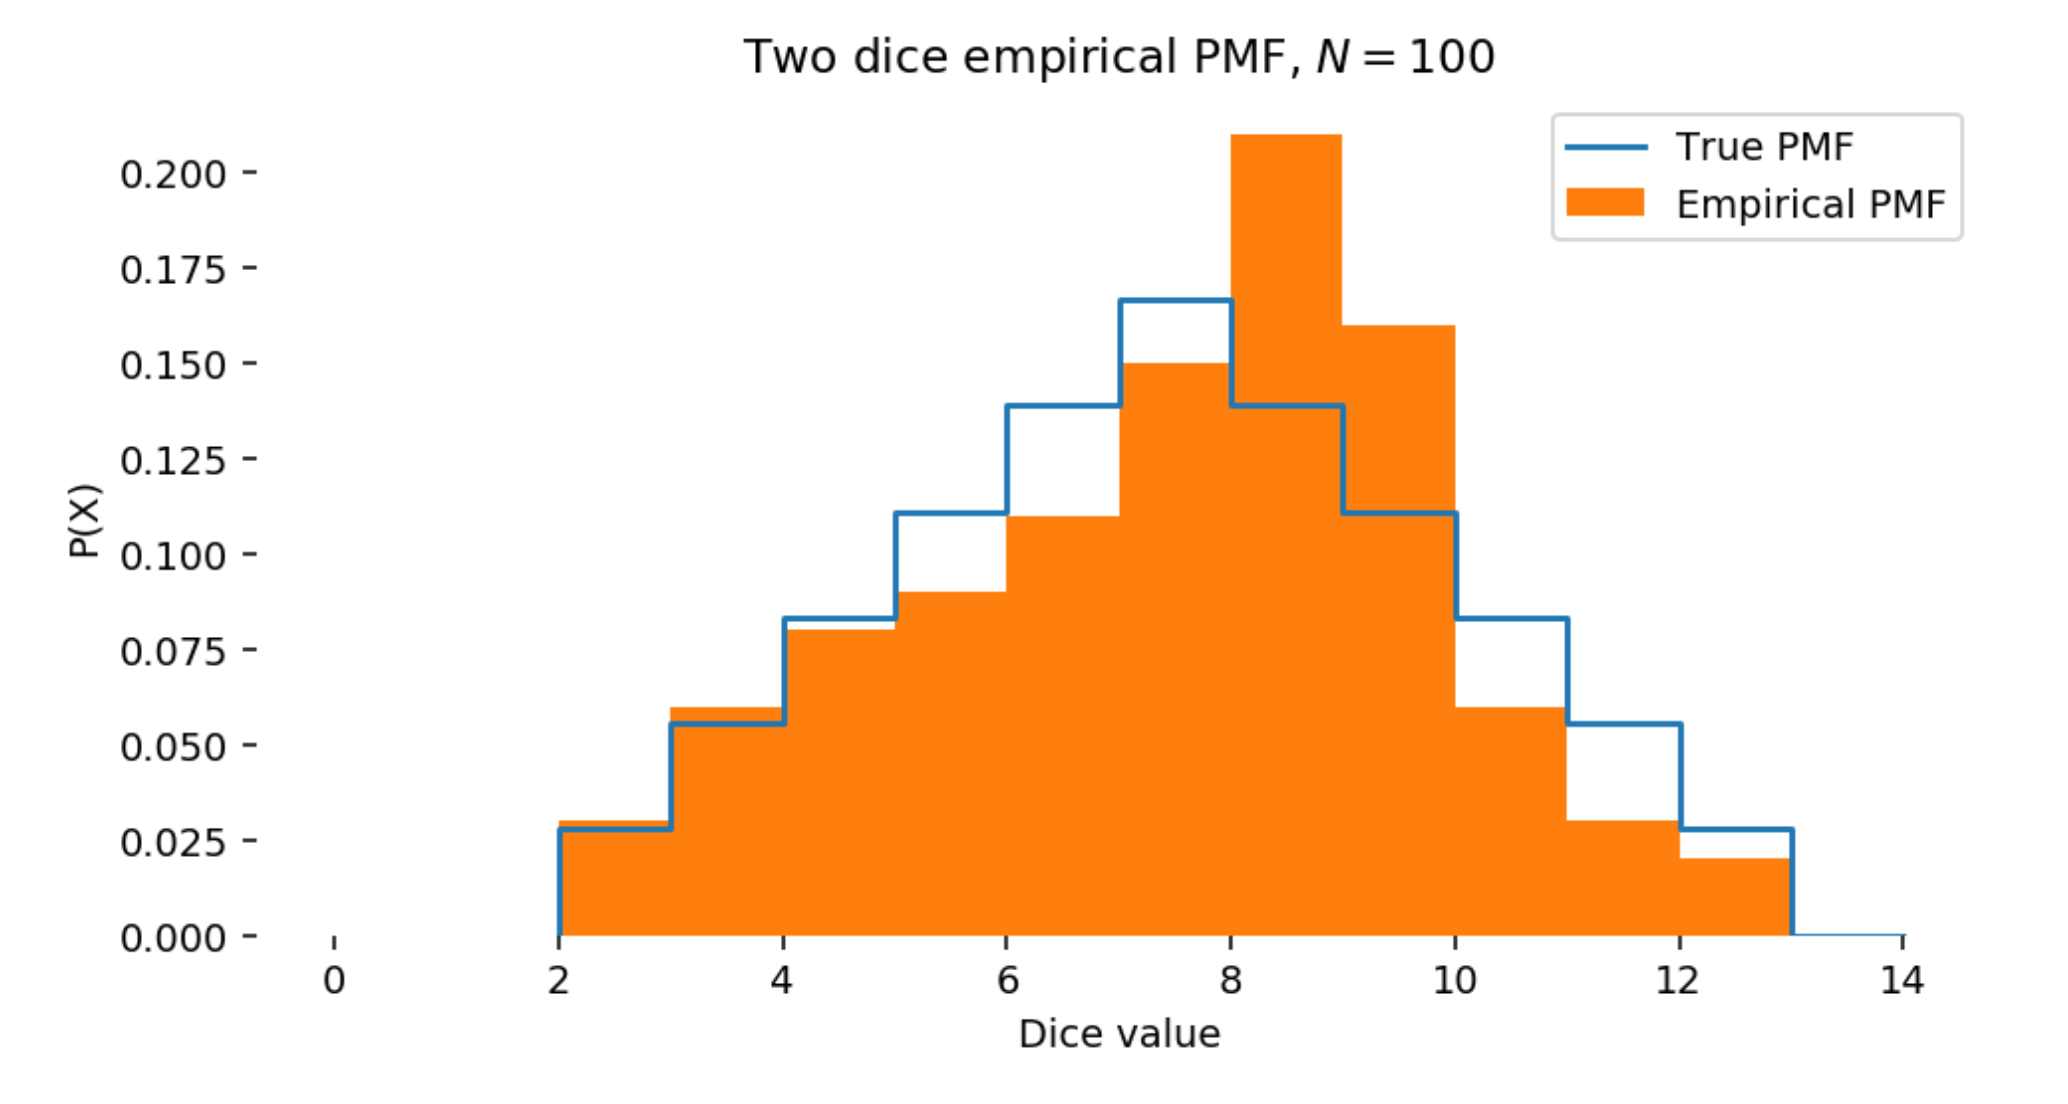 Two dice empirical PMF, N = 100
True PMF
Empirical PMF
0.200
0.175
0.150
0.125
0.100
0.075
0.050
0.025
0.000
P(X)
0 2 4 6 8 10 12 14
Dice value